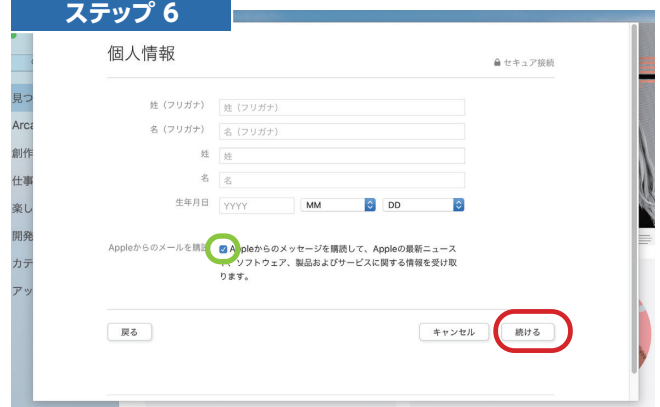 ステップ 6
個人情報
セキュア接続
見つ
Arca
創作
仕事
楽し
開発
カテ
アッ
姓（フリガナ） 姓（フリガナ）
名（フリガナ） 名（フリガナ）
姓 姓
名 名
生年月日 YYYY MM DD
Appleからのメールを購読 Appleからのメッセージを購読して、Appleの最新ニュース
、ソフトウェア、製品およびサービスに関する情報を受け取
ります。
戻る キャンセル 続ける